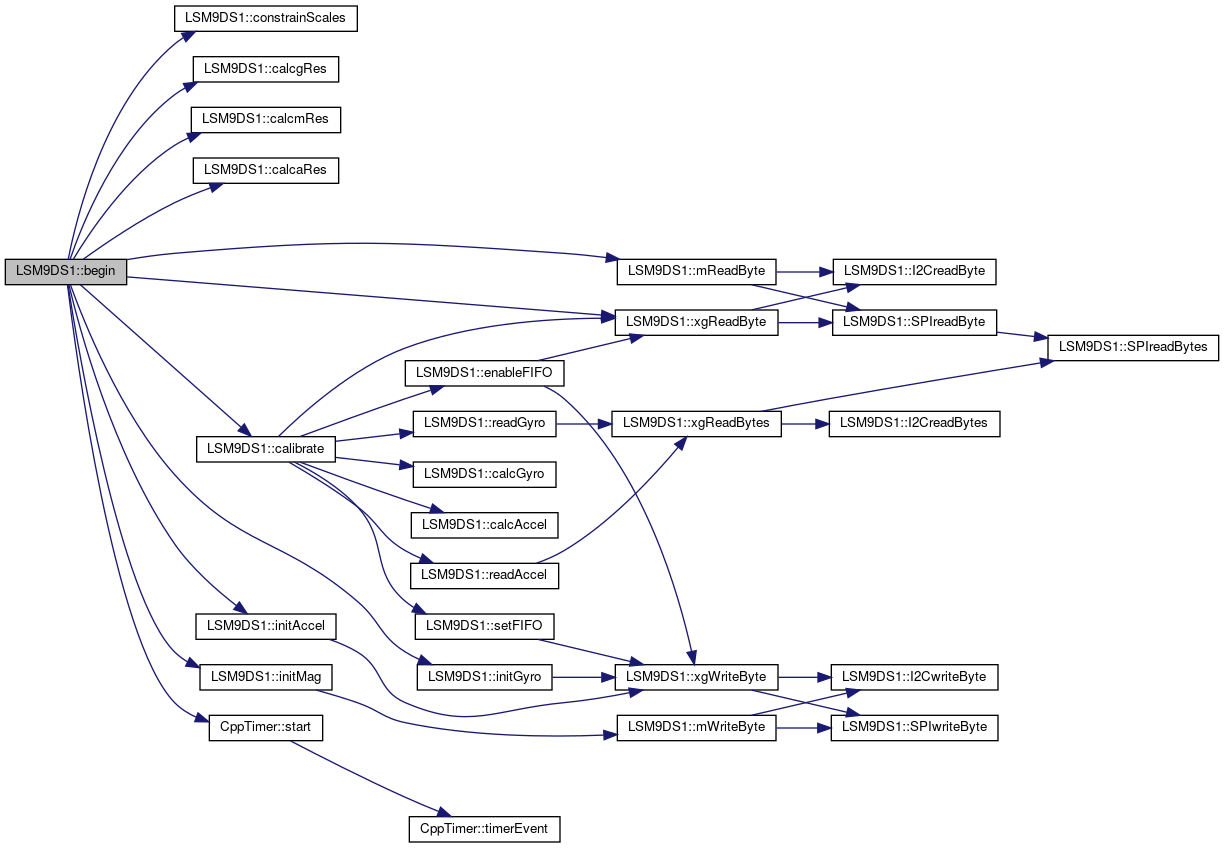 LSM9DS1::constrainScales
LSM9DS1::calcgRes
LSM9DS1::calcmRes
LSM9DS1::calcaRes
LSM9DS1::begin
LSM9DS1::mReadByte
LSM9DS1::I2CreadByte
LSM9DS1::xgReadByte
LSM9DS1::SPIreadByte
LSM9DS1::SPIreadBytes
LSM9DS1::enableFIFO
LSM9DS1::readGyro
LSM9DS1::xgReadBytes
LSM9DS1::I2CreadBytes
LSM9DS1::calibrate
LSM9DS1::calcGyro
LSM9DS1::calcAccel
LSM9DS1::readAccel
LSM9DS1::initAccel
LSM9DS1::setFIFO
LSM9DS1::initMag
LSM9DS1::initGyro
LSM9DS1::xgWriteByte
LSM9DS1::I2CwriteByte
CppTimer::start
LSM9DS1::mWriteByte
LSM9DS1::SPIwriteByte
CppTimer::timerEvent